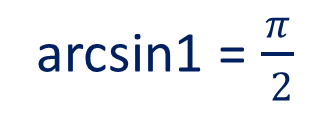 arcsin1 = π/2